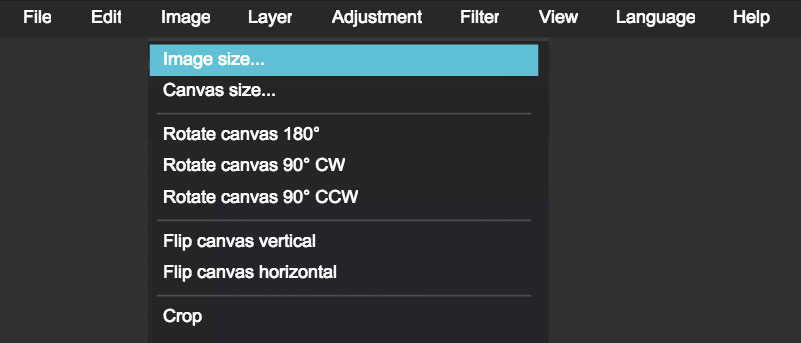 File Edit Image Layer Adjustment Filter View Language Help
Image size...
Canvas size...
Rotate canvas 180°
Rotate canvas 90° CW
Rotate canvas 90° CCW
Flip canvas vertical
Flip canvas horizontal
Crop